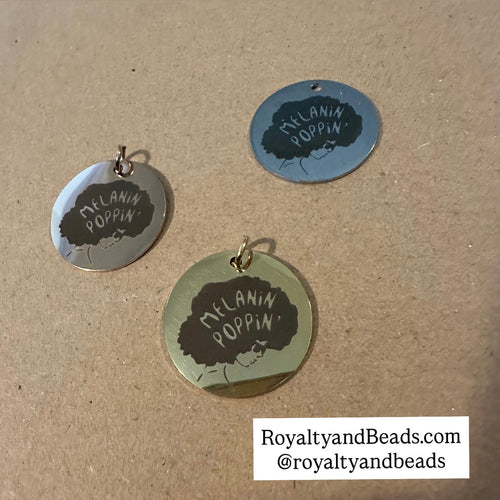 MELANIN
POPPIN'
MELANIN
POPPIN'
MELANIN
POPPIN'
RoyaltyandBeads.com
@royaltyandbeads